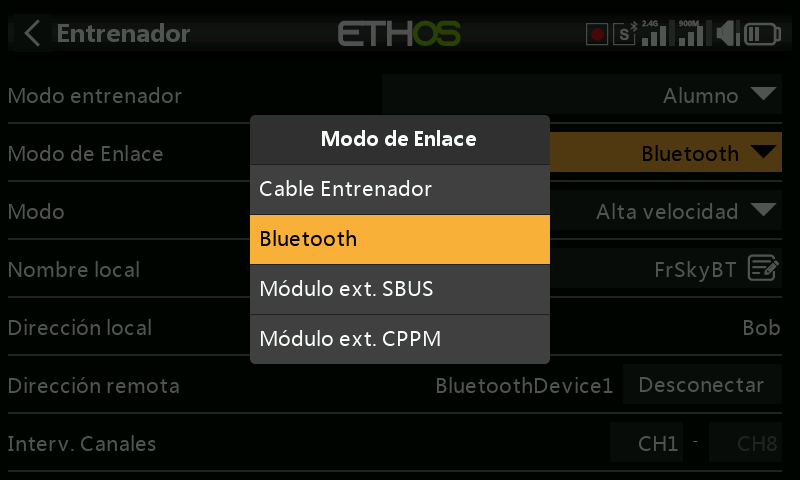 Entrenador
ETHOS
S
2.4G
900M
Modo entrenador
Alumno
Modo de Enlace
Bluetooth
Modo de Enlace
Cable Entrenador
Bluetooth
Módulo ext. SBUS
Módulo ext. CPPM
Modo
Alta velocidad
Nombre local
FrSkyBT
Dirección local
Bob
Dirección remota
BluetoothDevice1
Desconectar
Interv. Canales
CH1 - CH8